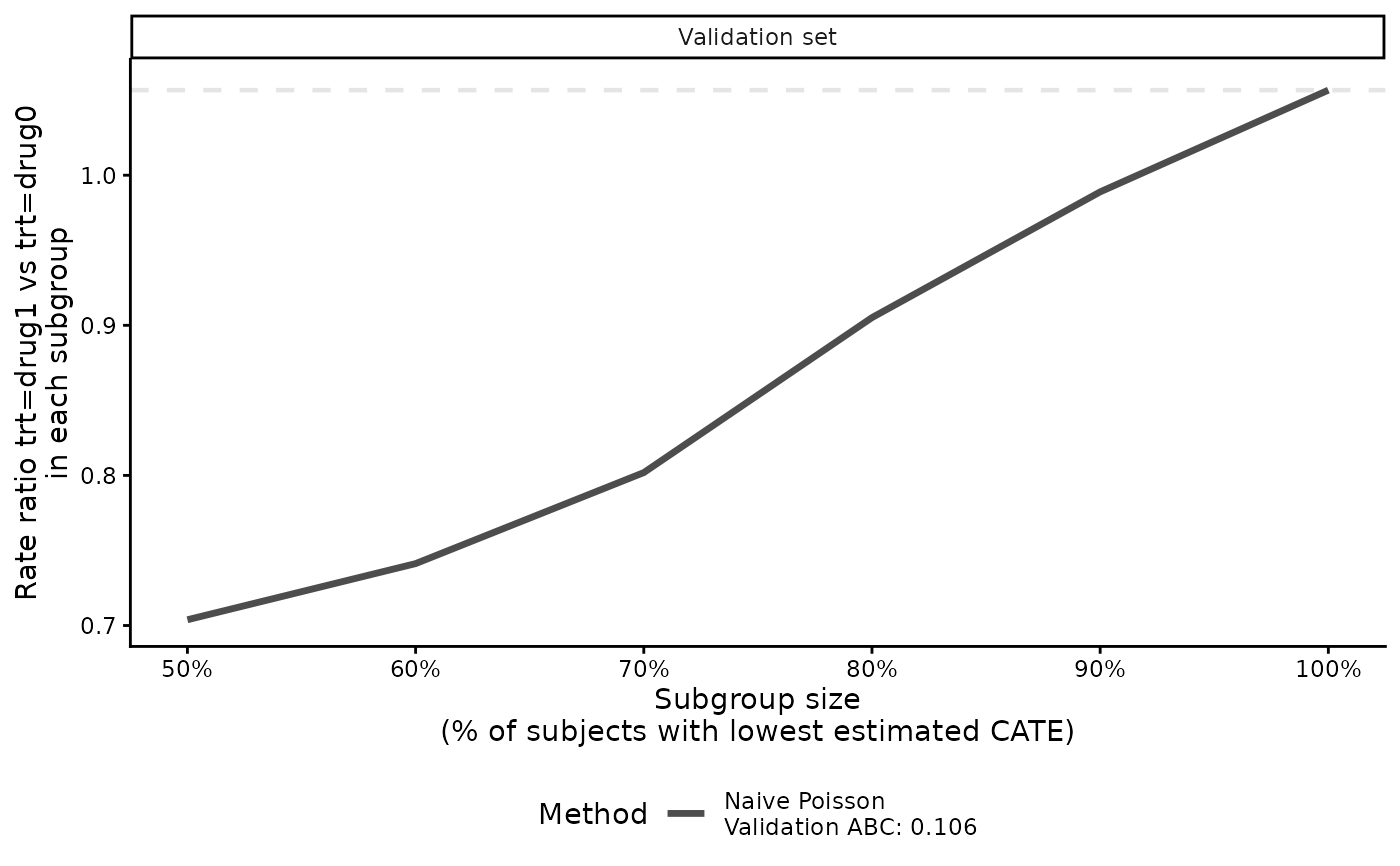 Validation set
Rate ratio trt=drug1 vs trt=drug0
in each subgroup
1.0
0.9
0.8
0.7
50%
60%
70%
80%
90%
100%
Subgroup size
(% of subjects with lowest estimated CATE)
Method
Naive Poisson
Validation ABC: 0.106